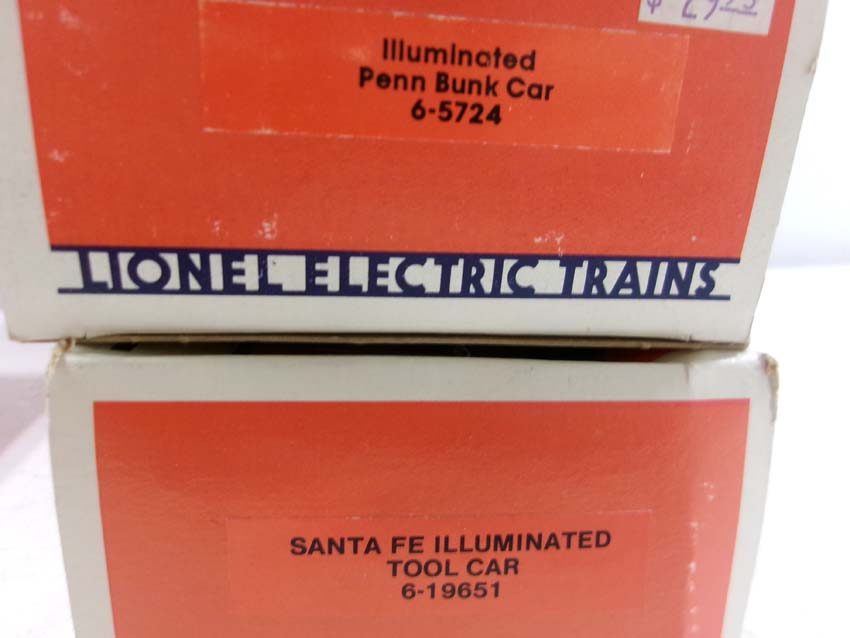 Illuminated
Penn Bunk Car
6-5724
LIONEL ELECTRIC TRAINS
SANTA FE ILLUMINATED
TOOL CAR
6-19651